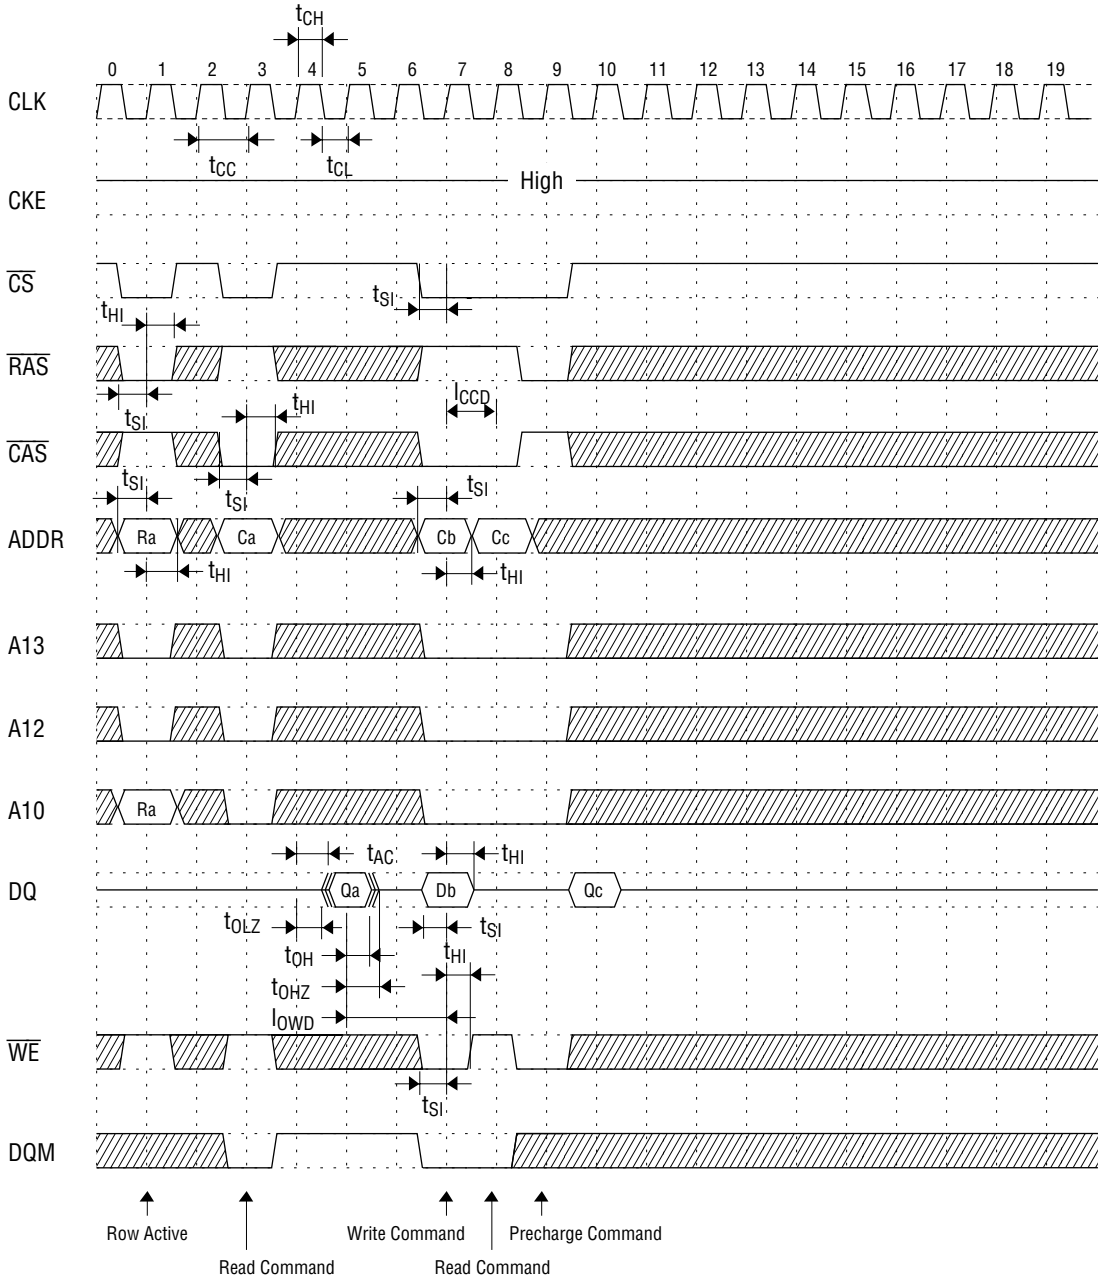 tCH
0 1 2 3 4 5 6 7 8 9 10 11 12 13 14 15 16 17 18 19
CLK
tCC tCL
High
CKE
CS
tSI
tHI
RAS
lCCD
tHI
tSI
CAS
tSI tSI tSI
ADDR Ra Ca Cb Cc
tHI tHI
A13
A12
A10 Ra
tAC tHI
DQ Qa Db Qc
tOLZ tSI
tOH tHI
tOHZ
lOWD
WE
tSI
DQM
Row Active Write Command Precharge Command
Read Command Read Command